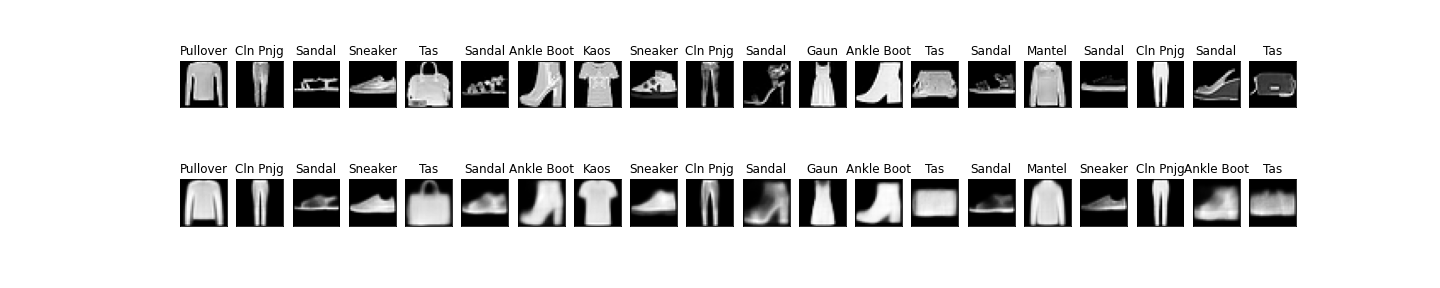 Pullover Cln Pnjg Sandal Sneaker Tas Sandal Ankle Boot Kaos Sneaker Cln Pnjg Sandal Gaun Ankle Boot Tas Sandal Mantel Sandal Cln Pnjg Sandal Tas
Pullover Cln Pnjg Sandal Sneaker Tas Sandal Ankle Boot Kaos Sneaker Cln Pnjg Sandal Gaun Ankle Boot Tas Sandal Mantel Sneaker Cln Pnjg Ankle Boot Tas